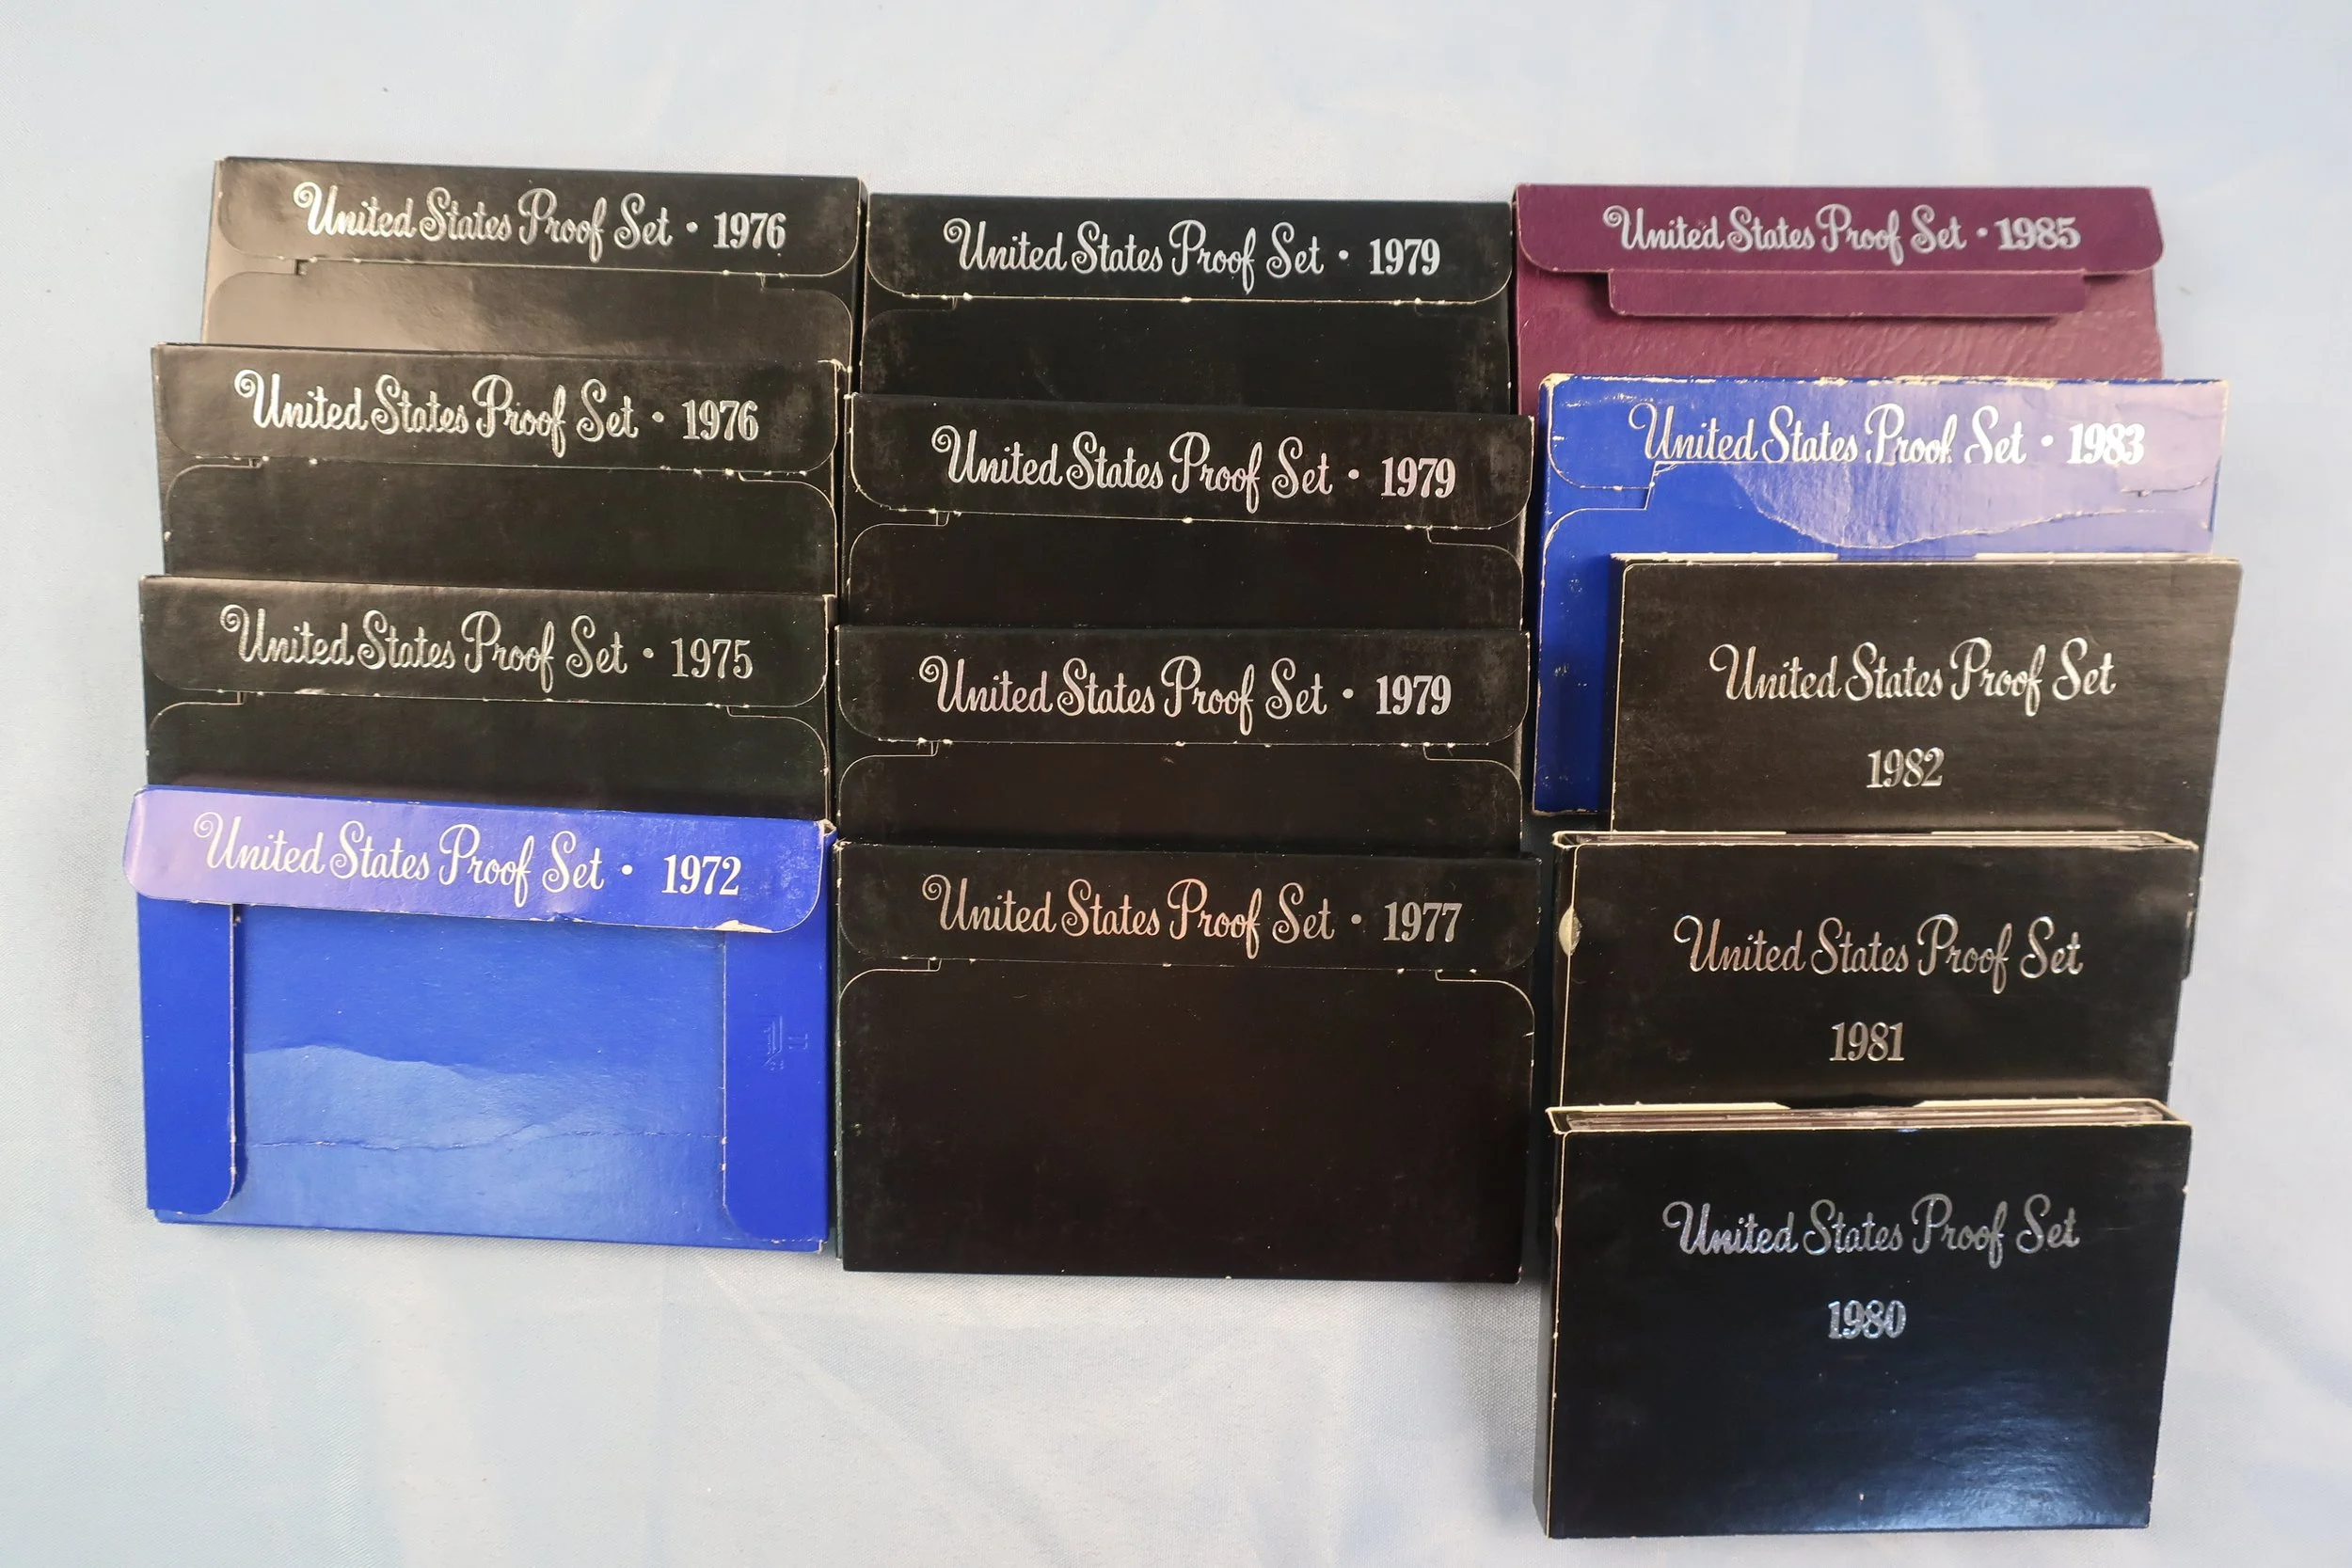 United States Proof Set • 1976
United States Proof Set • 1976
United States Proof Set • 1975
United States Proof Set • 1972
United States Proof Set • 1979
United States Proof Set • 1979
United States Proof Set • 1979
United States Proof Set • 1977
United States Proof Set • 1985
United States Proof Set • 1983
United States Proof Set
1982
United States Proof Set
1981
United States Proof Set
1980